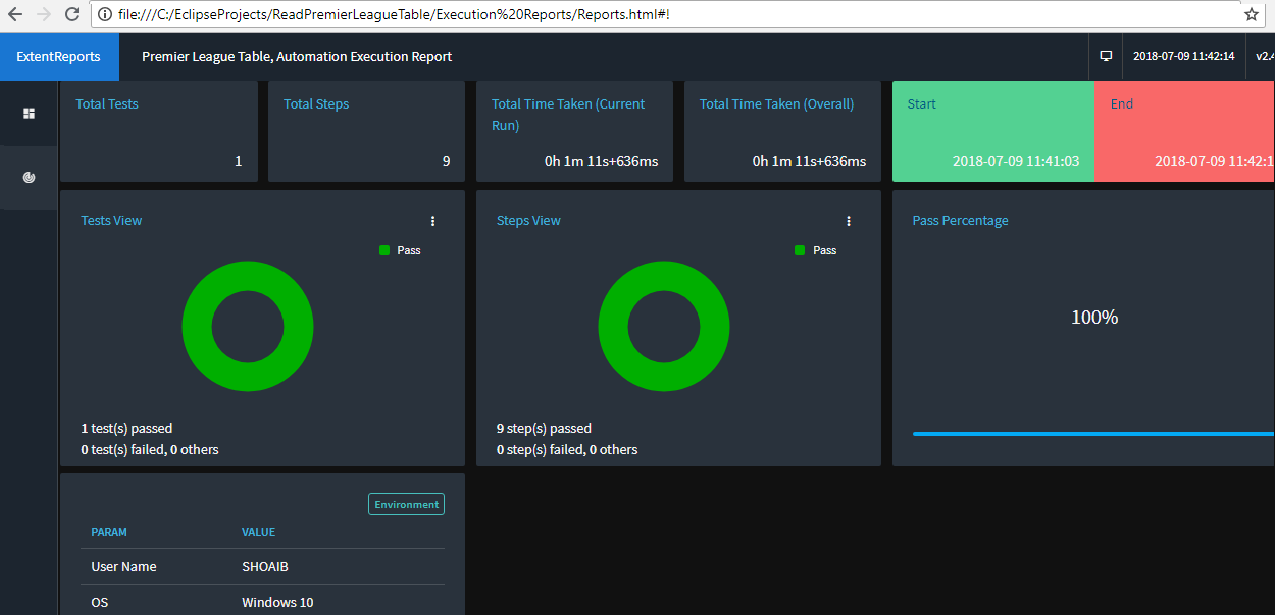 file:///C:/EclipseProjects/ReadPremierLeagueTable/Execution%20Reports/Reports.html#!
ExtentReports
Premier League Table, Automation Execution Report
2018-07-09 11:42:14
v2.4
Total Tests
1
Total Steps
9
Total Time Taken (Current
Run)
0h 1m 11s+636ms
Total Time Taken (Overall)
0h 1m 11s+636ms
Start
2018-07-09 11:41:03
End
2018-07-09 11:42:1
Tests View
Pass
1 test(s) passed
0 test(s) failed, 0 others
Steps View
Pass
9 step(s) passed
0 step(s) failed, 0 others
Pass Percentage
100%
Environment
PARAM VALUE
User Name SHOAIB
OS Windows 10